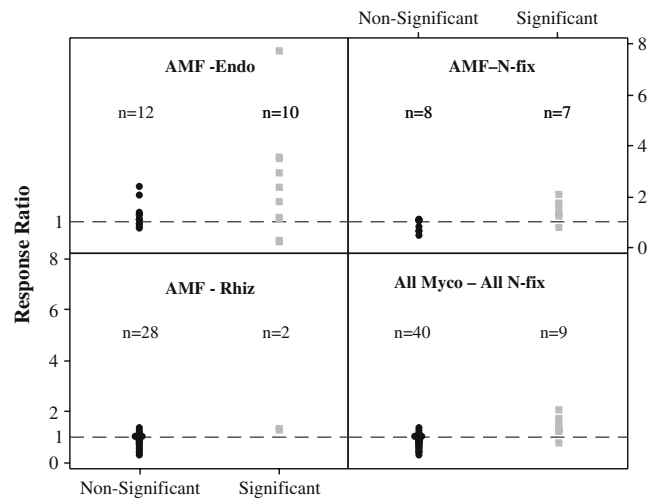 Non-Significant Significant
AMF -Endo
AMF–N-fix
n=12
n=10
n=8
n=7
8
6
4
2
0
1
Response Ratio
AMF - Rhiz
All Myco – All N-fix
n=28
n=2
n=40
n=9
8
6
4
2
1
0
Non-Significant Significant